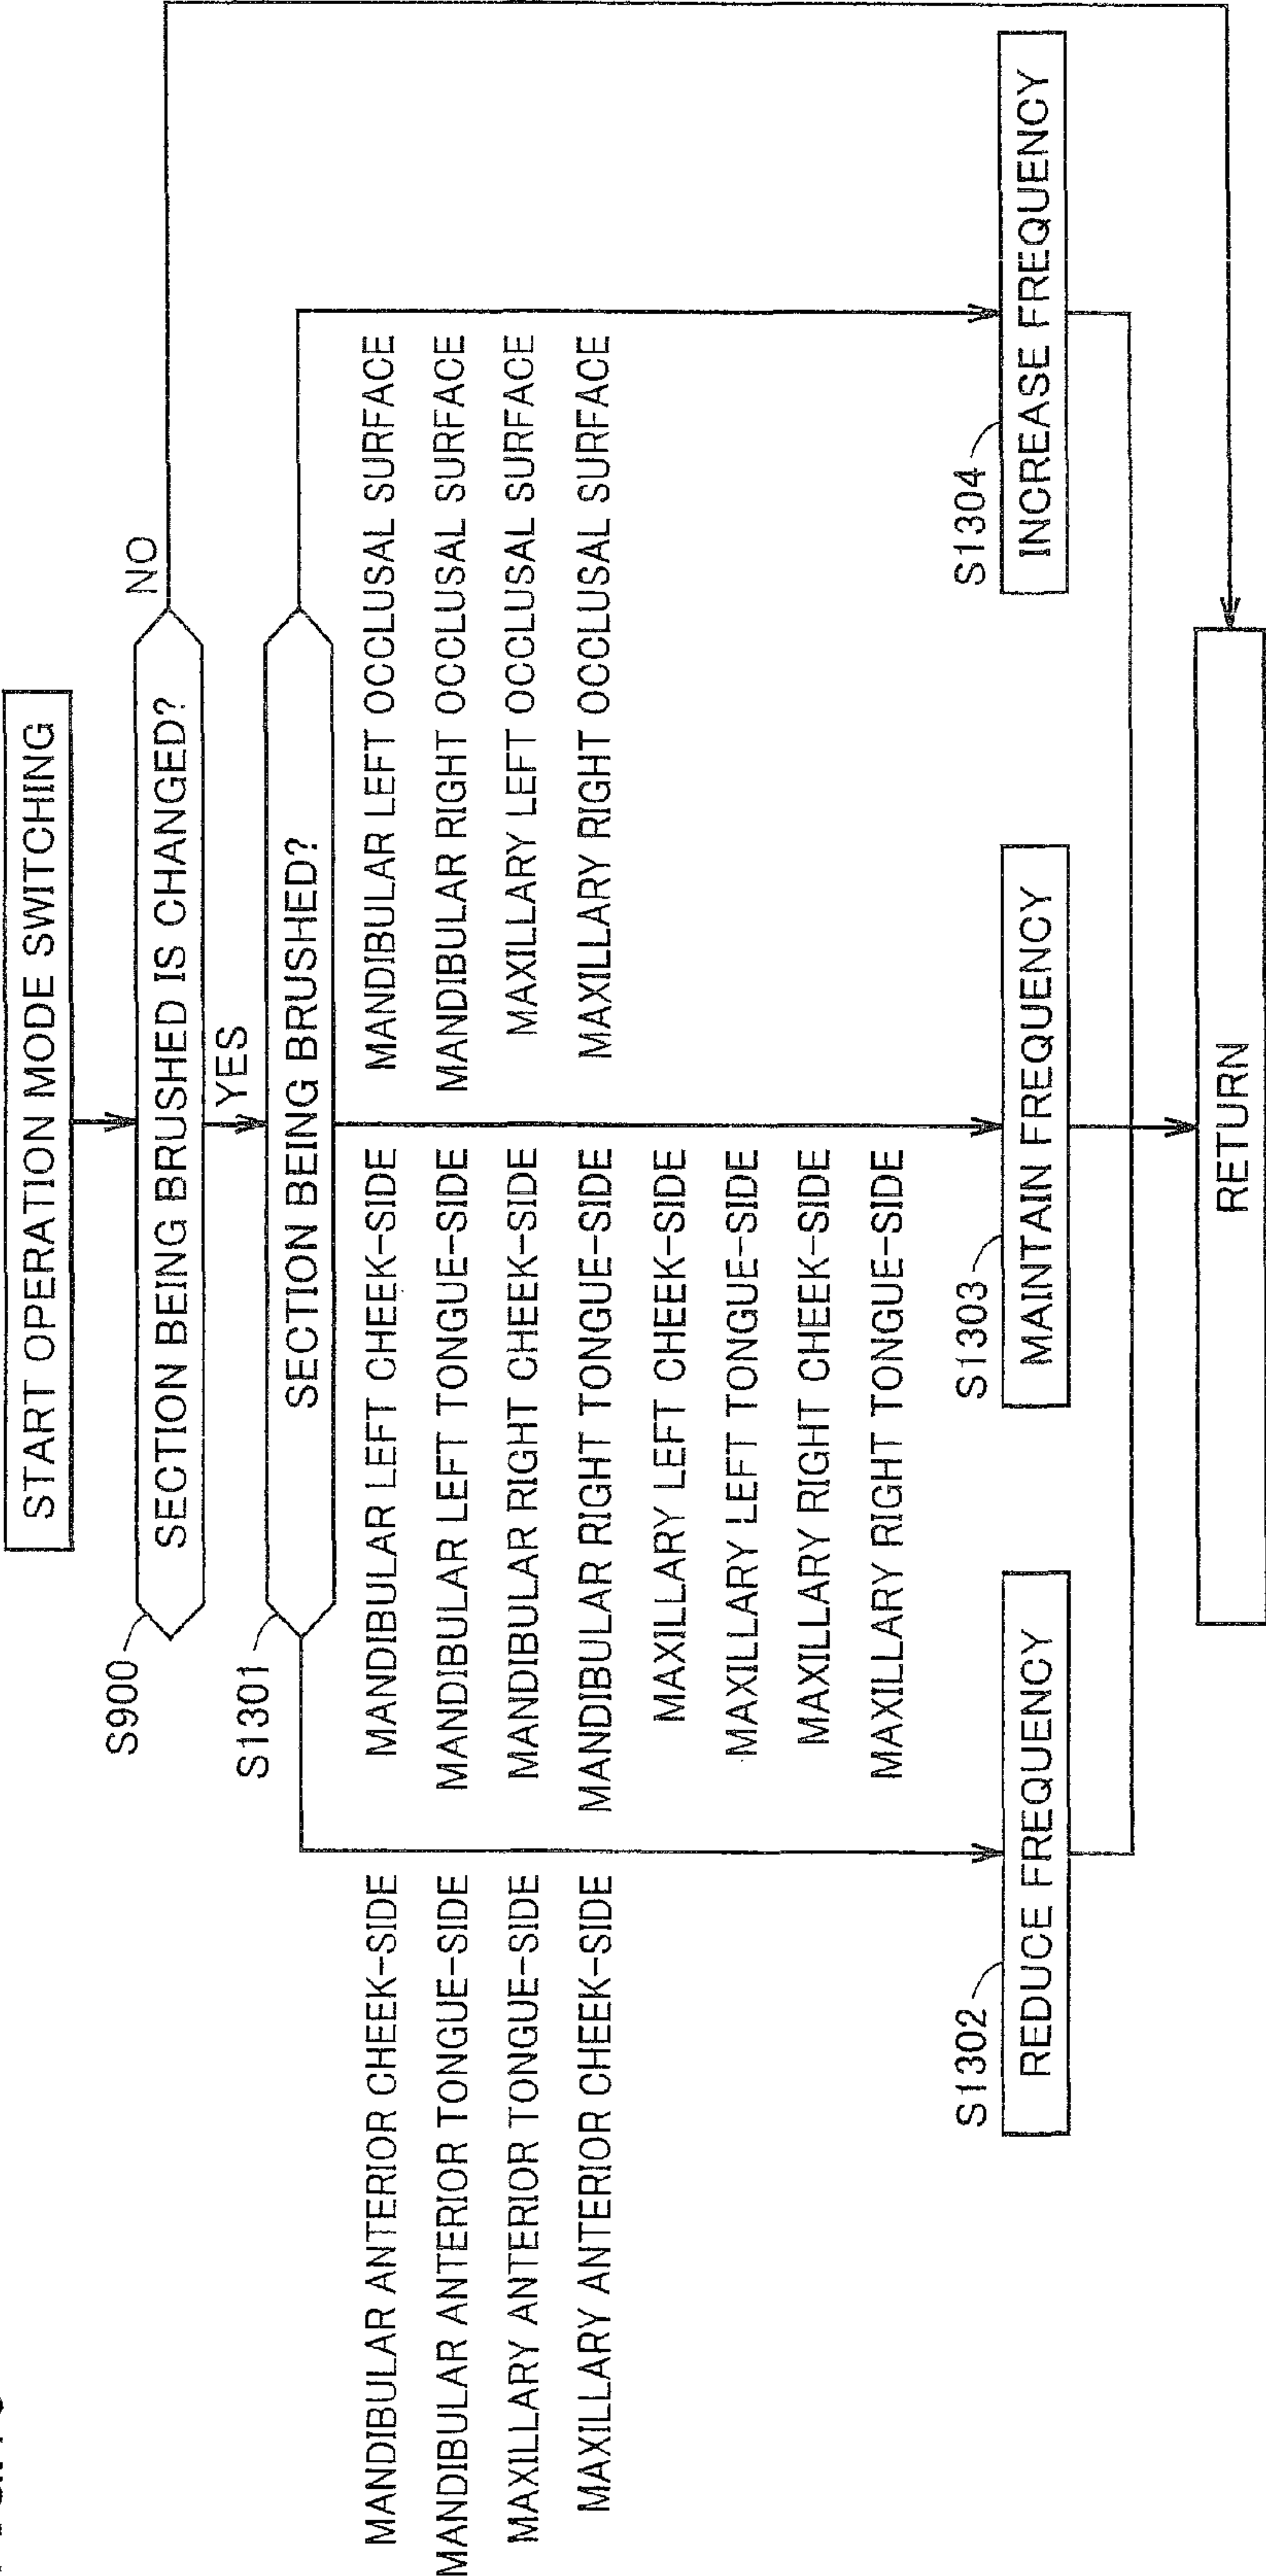 START OPERATION MODE SWITCHING
S900
SECTION BEING BRUSHED IS CHANGED?
NO
YES
S1301
SECTION BEING BRUSHED?
MANDIBULAR ANTERIOR CHEEK-SIDE
MANDIBULAR ANTERIOR TONGUE-SIDE
MAXILLARY ANTERIOR TONGUE-SIDE
MAXILLARY ANTERIOR CHEEK-SIDE
MANDIBULAR LEFT CHEEK-SIDE
MANDIBULAR LEFT TONGUE-SIDE
MANDIBULAR RIGHT CHEEK-SIDE
MANDIBULAR RIGHT TONGUE-SIDE
MAXILLARY LEFT CHEEK-SIDE
MAXILLARY LEFT TONGUE-SIDE
MAXILLARY RIGHT CHEEK-SIDE
MAXILLARY RIGHT TONGUE-SIDE
MANDIBULAR LEFT OCCLUSAL SURFACE
MANDIBULAR RIGHT OCCLUSAL SURFACE
MAXILLARY LEFT OCCLUSAL SURFACE
MAXILLARY RIGHT OCCLUSAL SURFACE
S1302
REDUCE FREQUENCY
S1303
MAINTAIN FREQUENCY
S1304
INCREASE FREQUENCY
RETURN